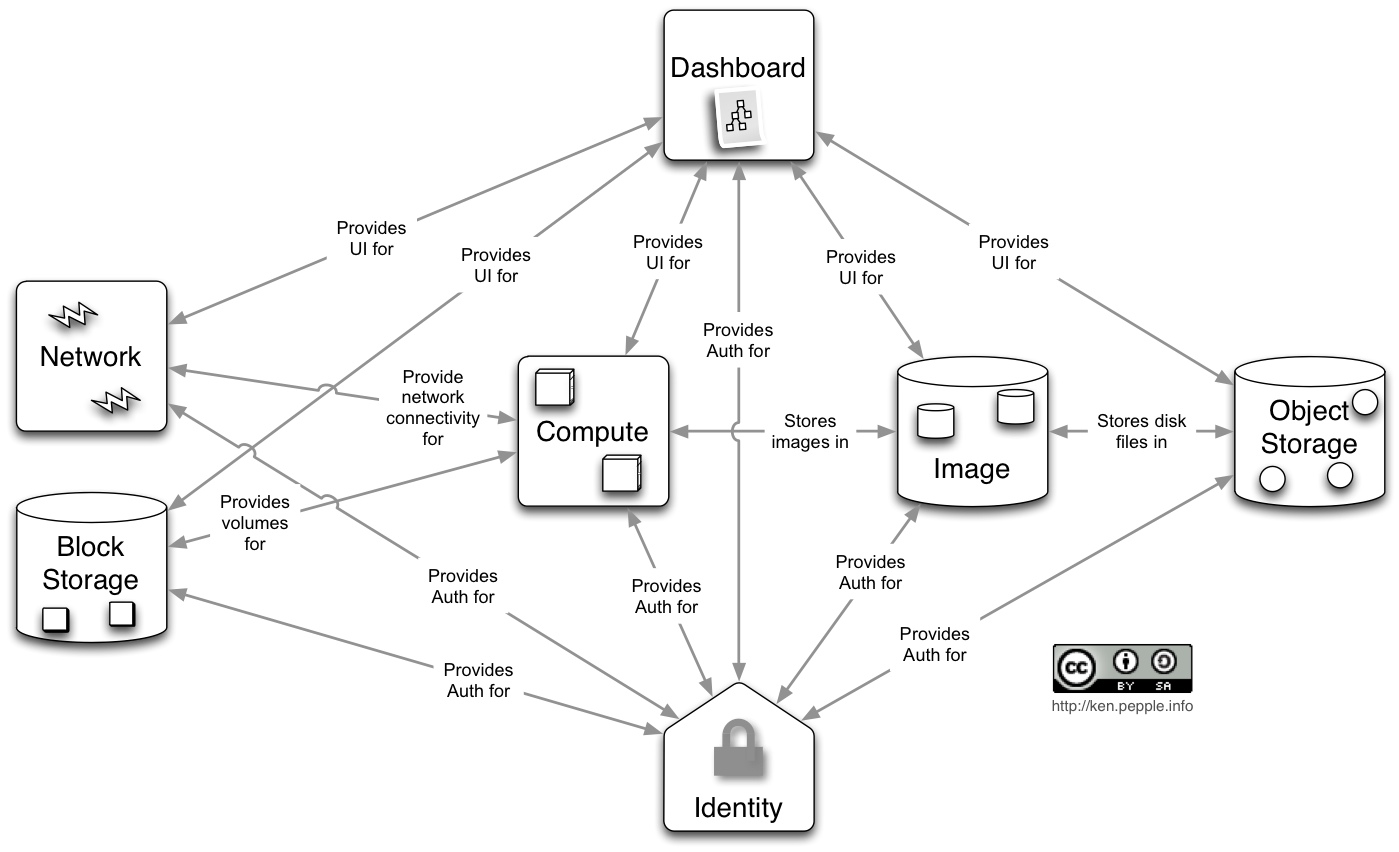 Dashboard
Provides
UI for
Provides
UI for
Provides
UI for
Provides
UI for
Provides
UI for
Network
Provides
Auth for
Provide
network
connectivity
for
Compute
Stores
images in
Image
Stores disk
files in
Object
Storage
Block
Storage
Provides
volumes
for
Provides
Auth for
Provides
Auth for
Provides
Auth for
Provides
Auth for
Provides
Auth for
Identity
cc
BY SA
http://ken.pepple.info